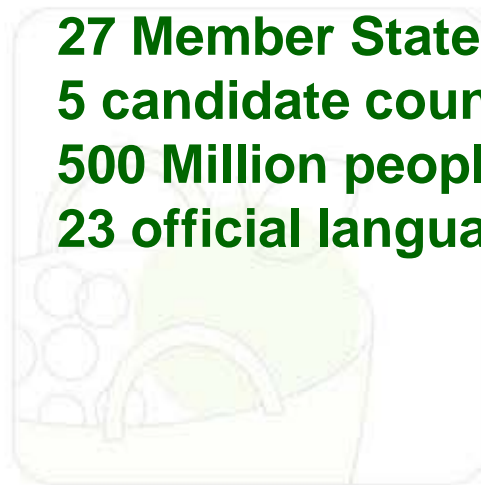 27 Member State
5 candidate coun
500 Million peopl
23 official langua